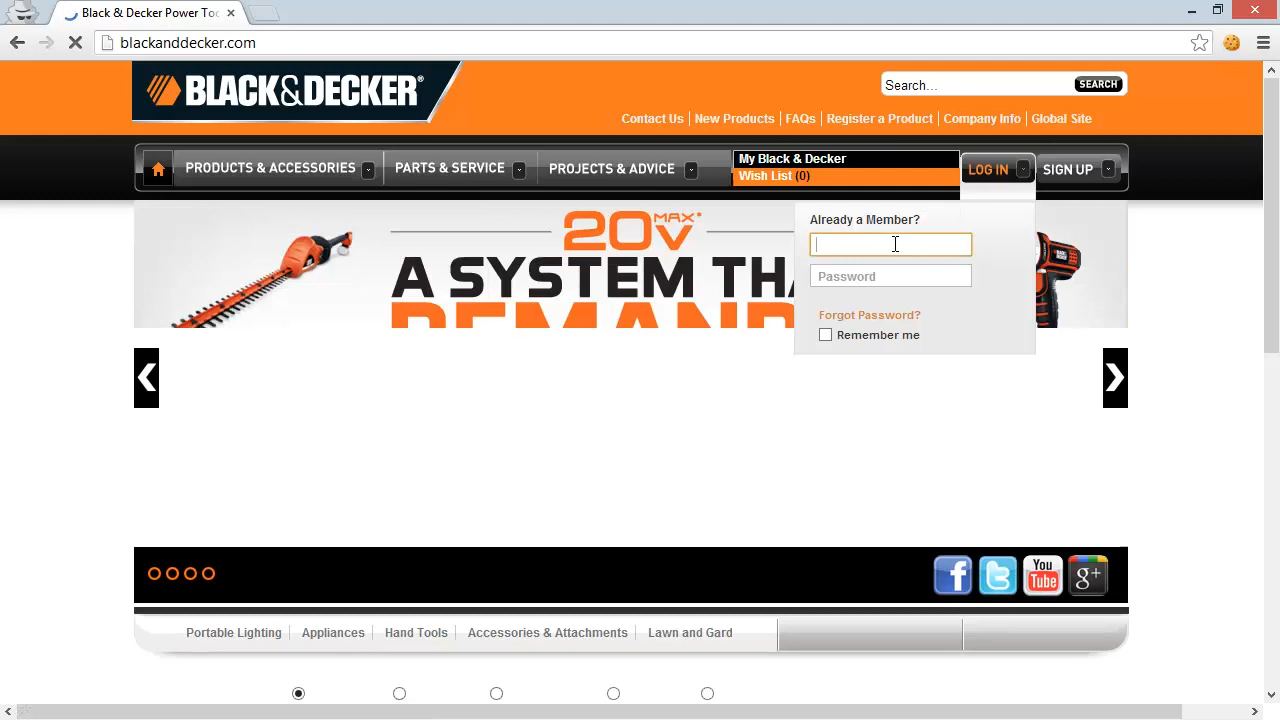 Black & Decker Power Too
blackanddecker.com
BLACK&DECKER®
Search...
SEARCH
Contact Us
New Products
FAQs
Register a Product
Company Info
Global Site
PRODUCTS & ACCESSORIES
PARTS & SERVICE
PROJECTS & ADVICE
My Black & Decker
Wish List (0)
LOG IN
SIGN UP
20V MAX*
A SYSTEM THA
DEMAND
Already a Member?
Password
Forgot Password?
Remember me
You
Tube
g+
Portable Lighting
Appliances
Hand Tools
Accessories & Attachments
Lawn and Gard